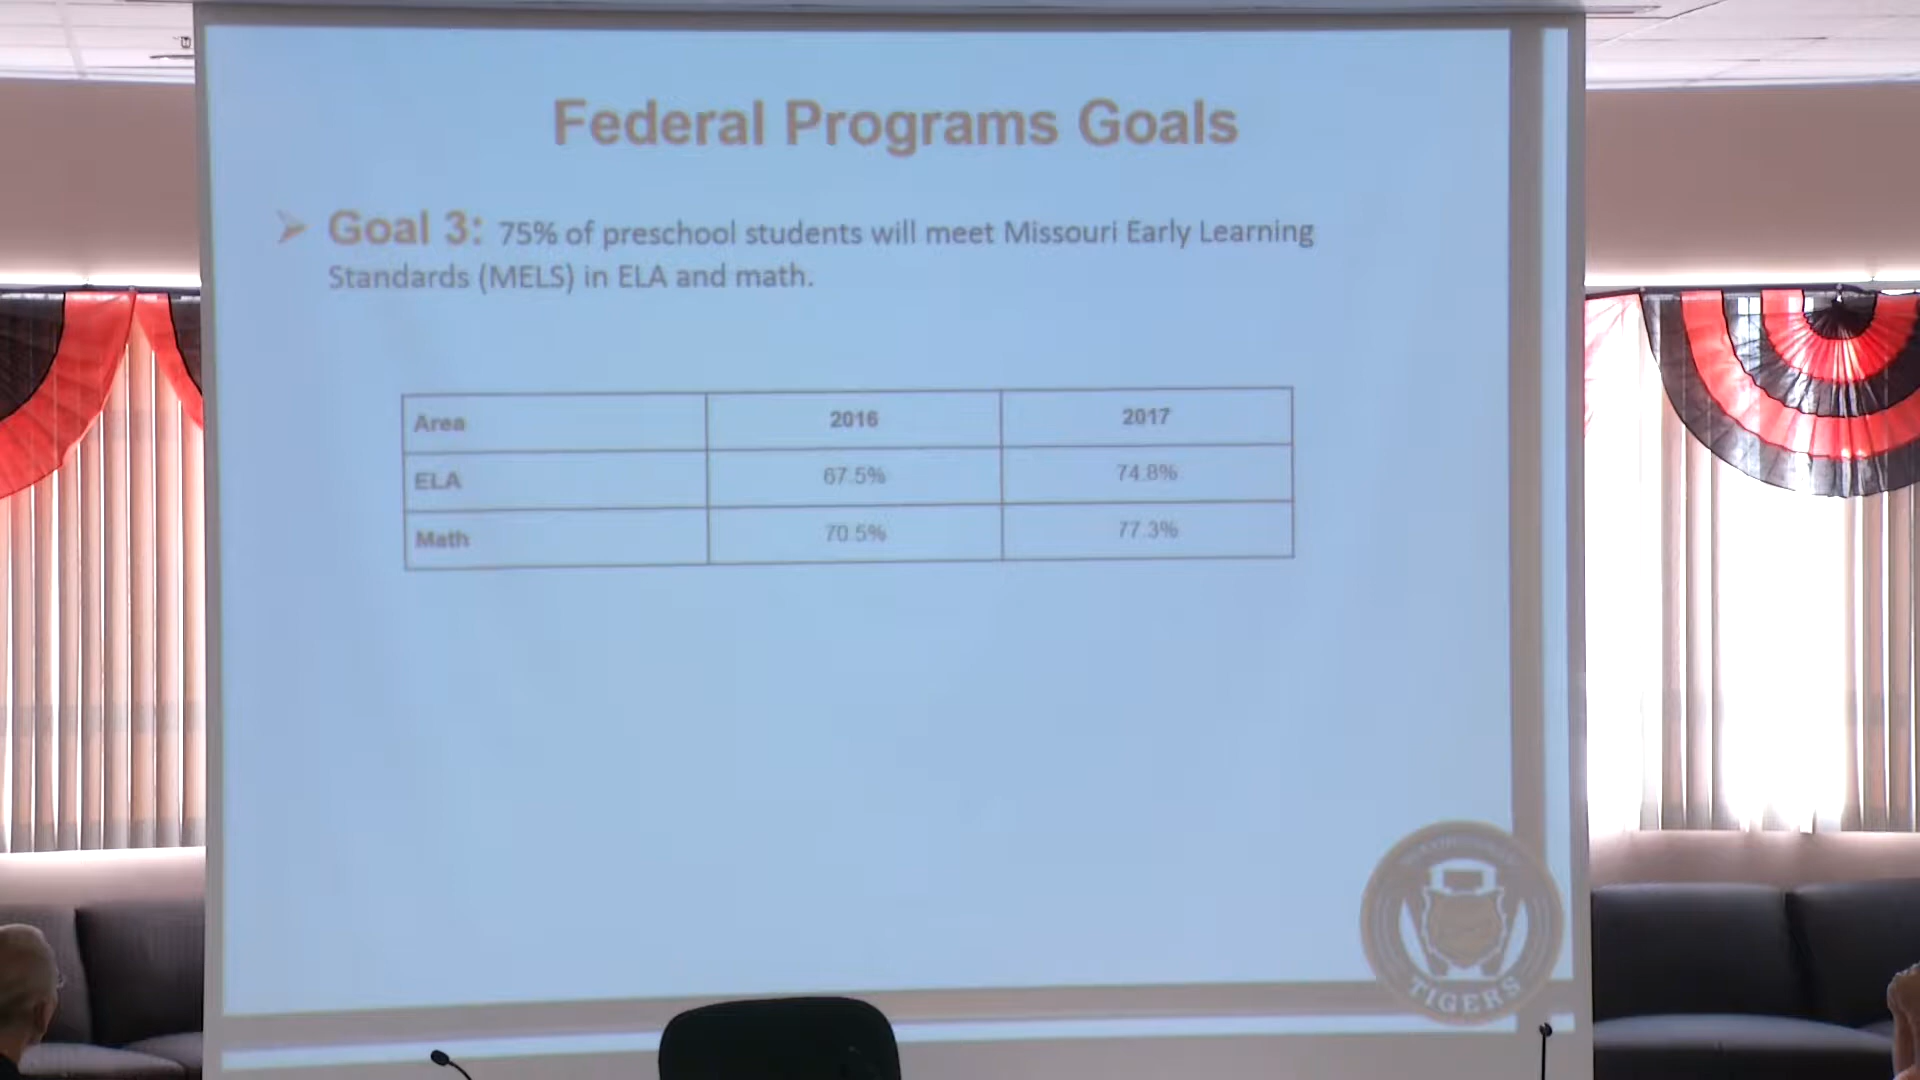 Federal Programs Goals
Goal 3: 75% of preschool students will meet Missouri Early Learning
Standards (MELS) in ELA and math.
Area 2016 2017
ELA 67.5% 74.8%
Math 70.5% 77.3%
TIGERS